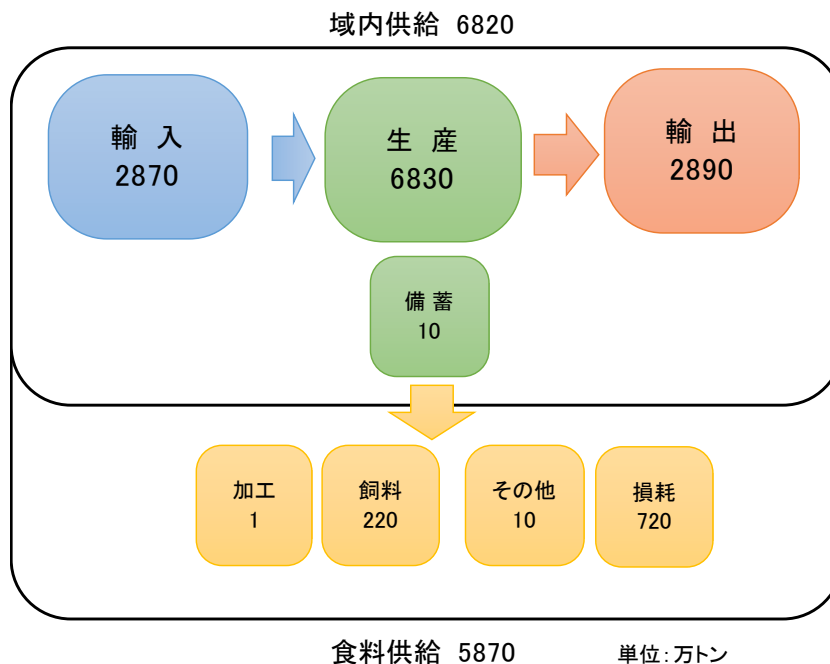 域内供給 6820
輸 入
2870
生 産
6830
輸 出
2890
備 蓄
10
加工
1
飼料
220
その他
10
損耗
720
食料供給 5870
単位：万トン